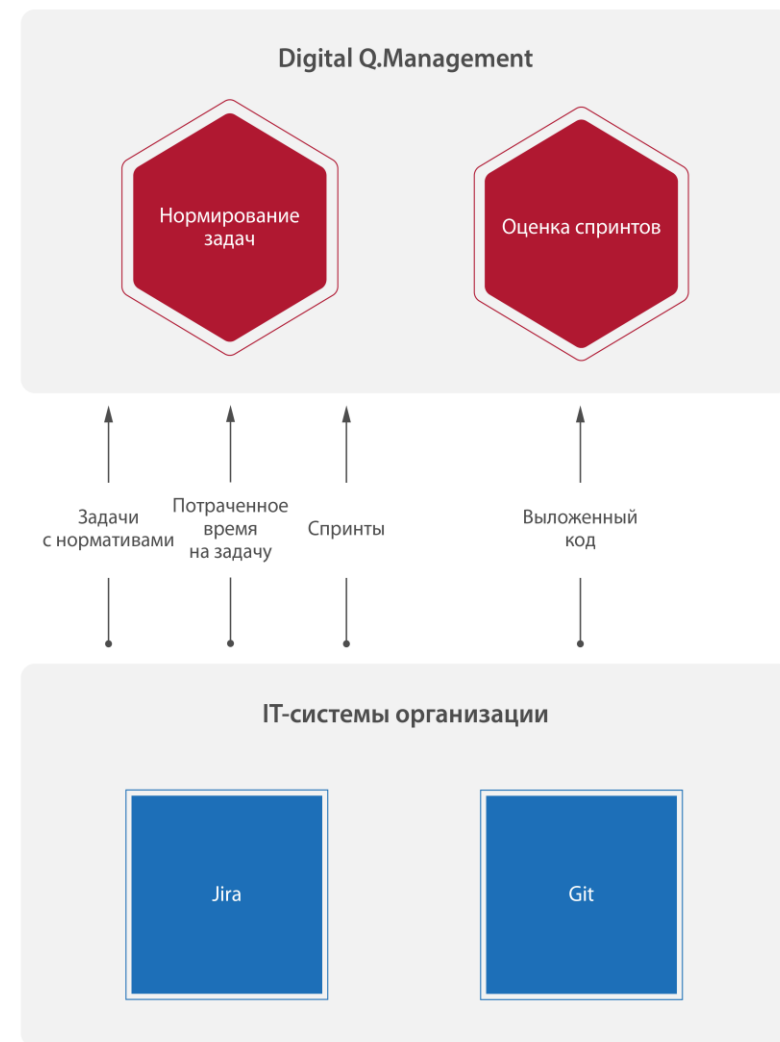 Digital Q.Management
Нормирование
задач
Оценка спринтов
Задачи
с нормативами
Потраченное
время
на задачу
Спринты
Выложенный
код
IT-системы организации
Jira
Git